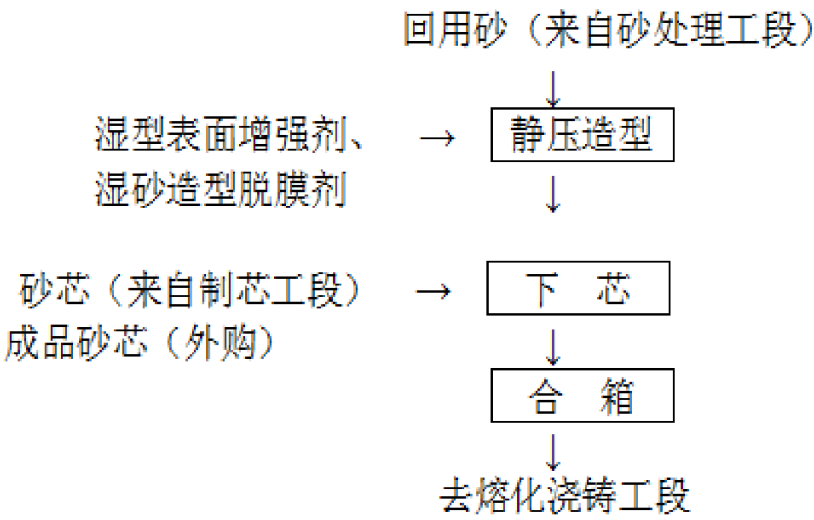 回用砂（来自砂处理工段）
↓
湿型表面增强剂、 → 静压造型
湿砂造型脱膜剂 ↓
砂芯（来自制芯工段） → 下 芯
成品砂芯（外购） ↓
合 箱
↓
去熔化浇铸工段